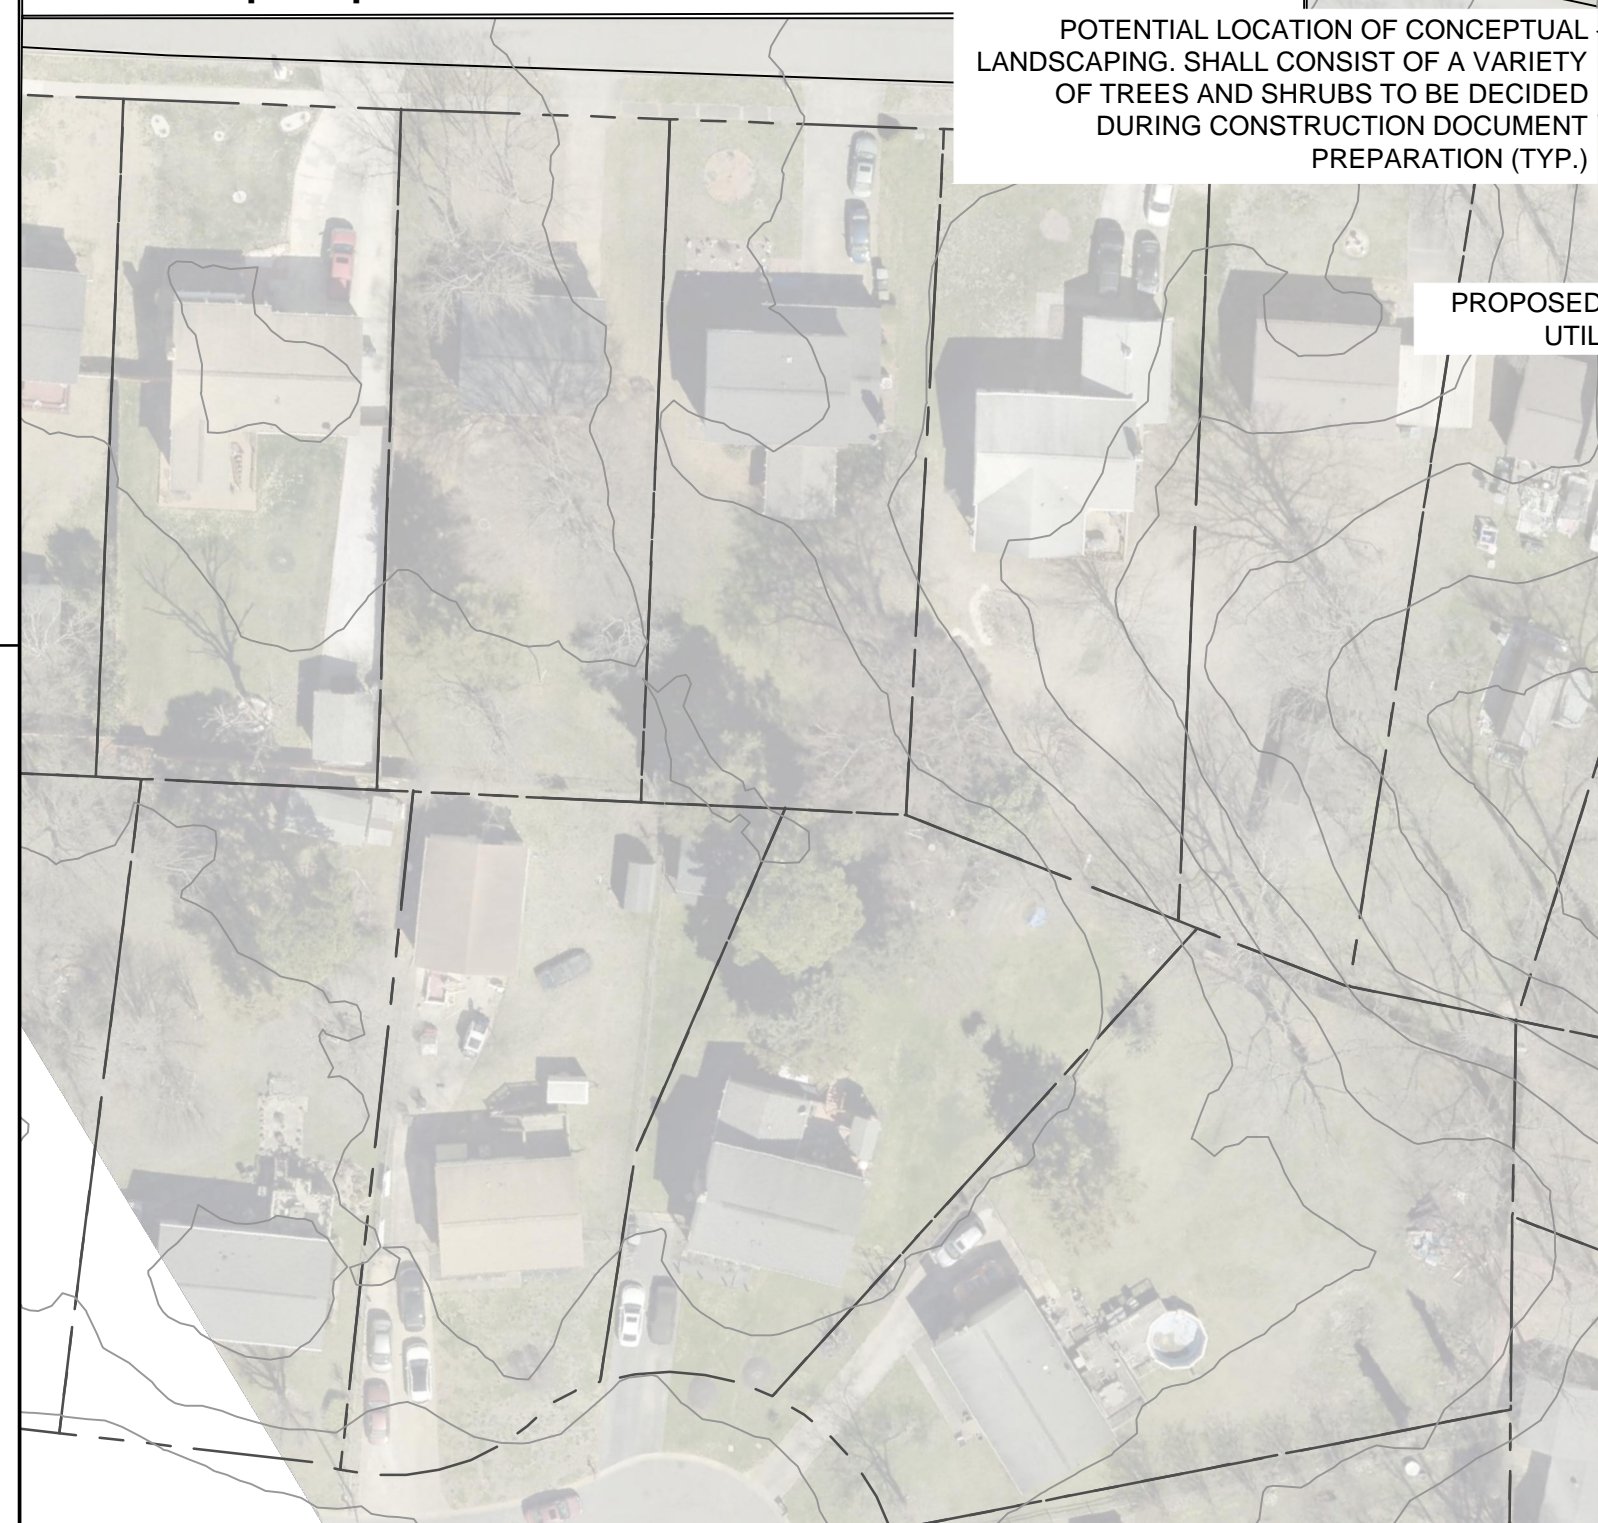 POTENTIAL LOCATION OF CONCEPTUAL
LANDSCAPING. SHALL CONSIST OF A VARIETY
OF TREES AND SHRUBS TO BE DECIDED
DURING CONSTRUCTION DOCUMENT
PREPARATION (TYP.)
PROPOSED